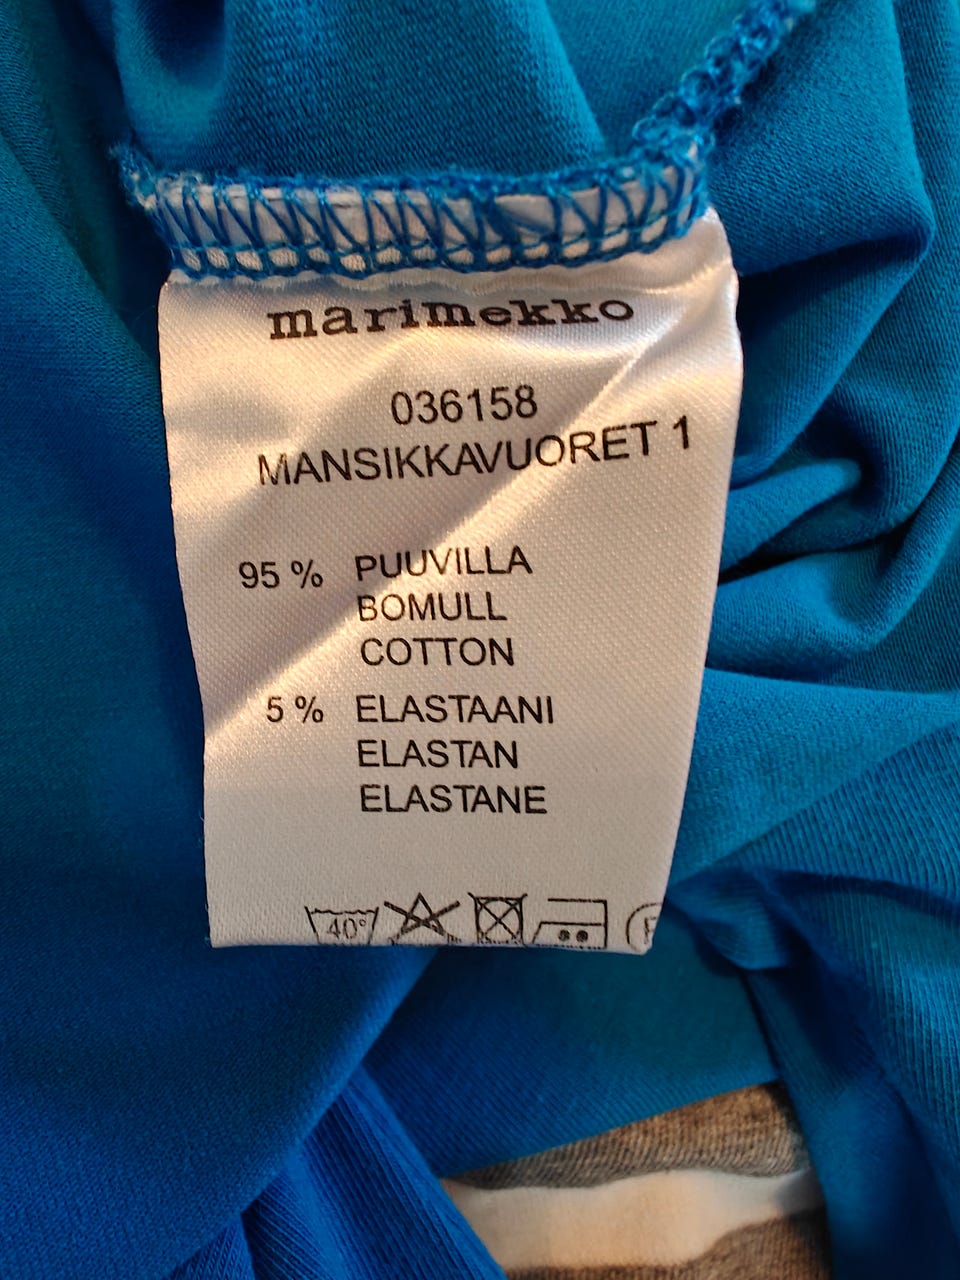 marimekko
036158
MANSIKKAVUORET 1
95 % PUUVILLA
BOMULL
COTTON
5 % ELASTAANI
ELASTAN
ELASTANE
40°